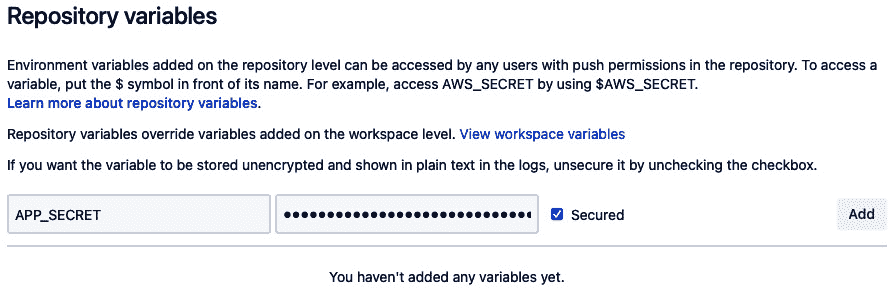 Repository variables
Environment variables added on the repository level can be accessed by any users with push permissions in the repository. To access a
variable, put the $ symbol in front of its name. For example, access AWS_SECRET by using $AWS_SECRET.
Learn more about repository variables.
Repository variables override variables added on the workspace level. View workspace variables
If you want the variable to be stored unencrypted and shown in plain text in the logs, unsecure it by unchecking the checkbox.
APP_SECRET ••••••••••••••••••••••••••••• Secured Add
You haven't added any variables yet.